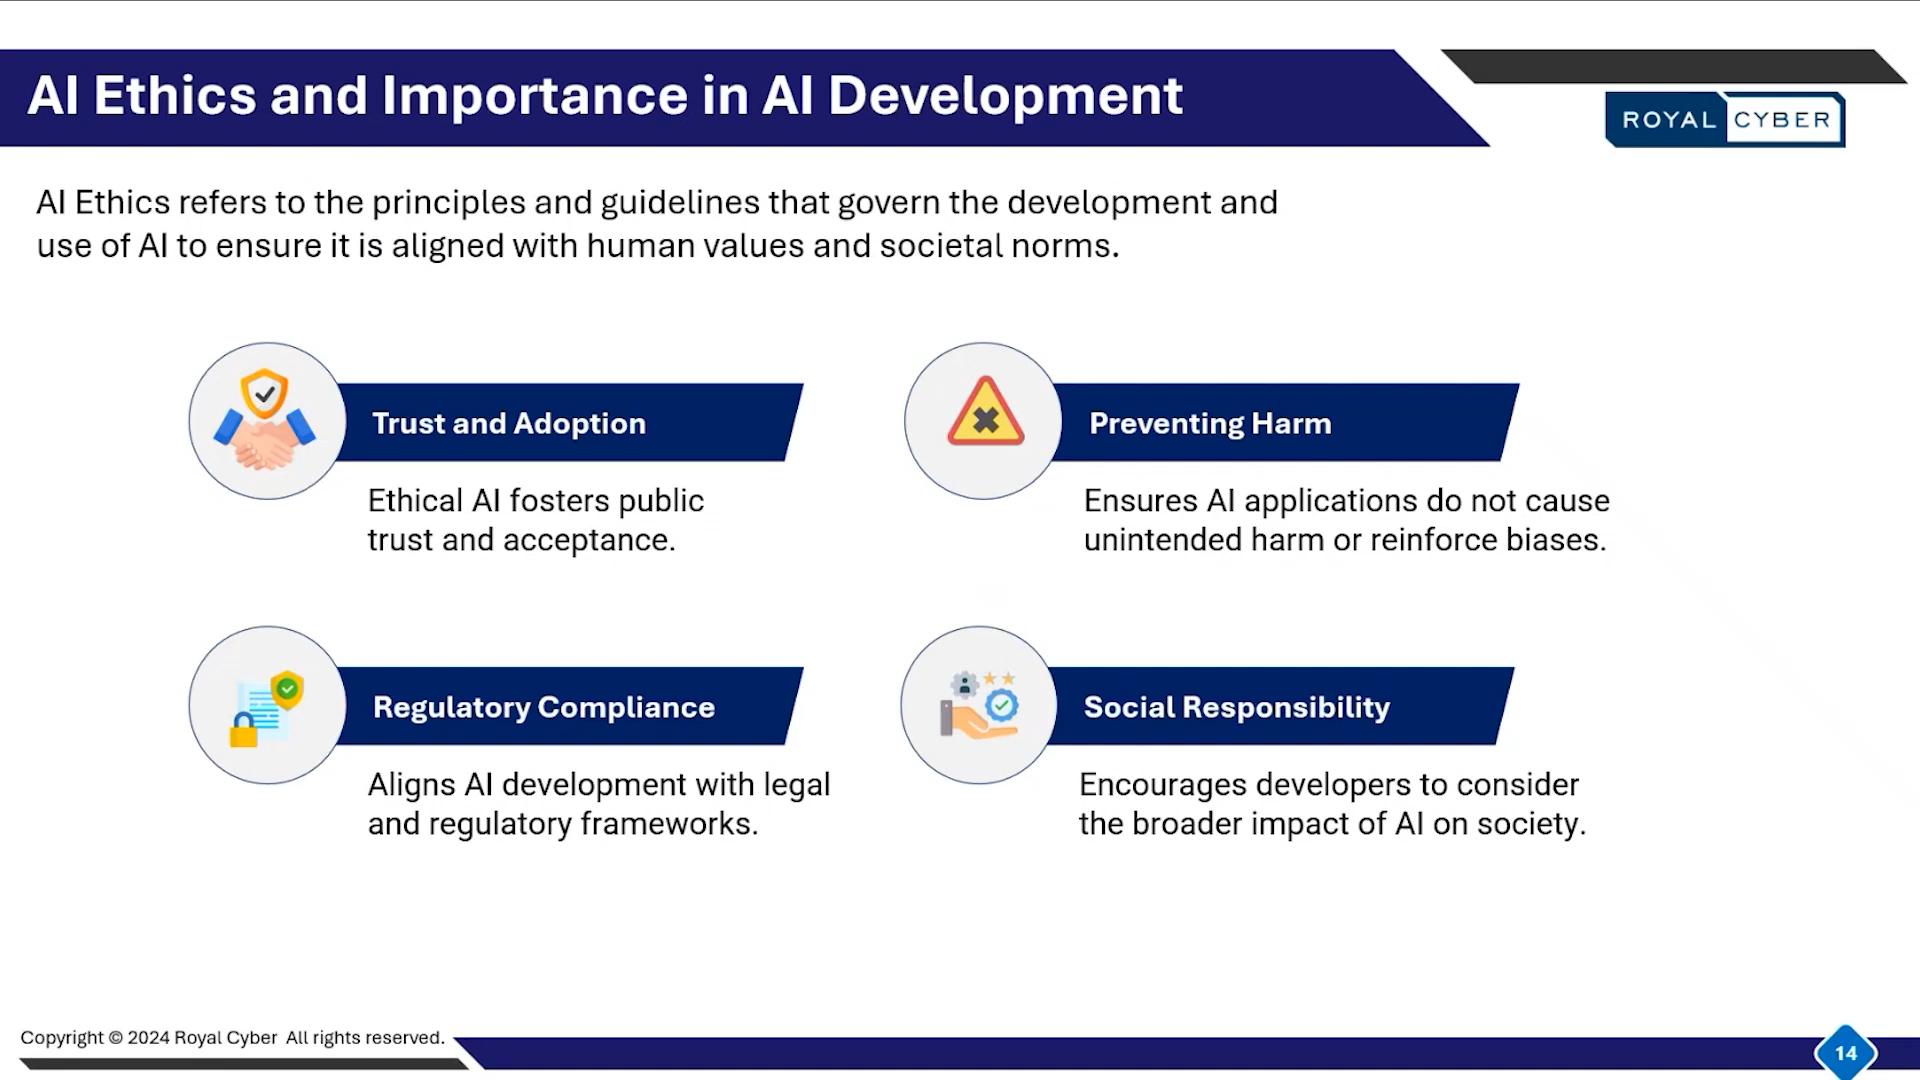 AI Ethics and Importance in AI Development
ROYAL CYBER
AI Ethics refers to the principles and guidelines that govern the development and
use of AI to ensure it is aligned with human values and societal norms.
Trust and Adoption
Ethical AI fosters public
trust and acceptance.
Preventing Harm
Ensures AI applications do not cause
unintended harm or reinforce biases.
Regulatory Compliance
Aligns AI development with legal
and regulatory frameworks.
Social Responsibility
Encourages developers to consider
the broader impact of AI on society.
Copyright © 2024 Royal Cyber All rights reserved.
14